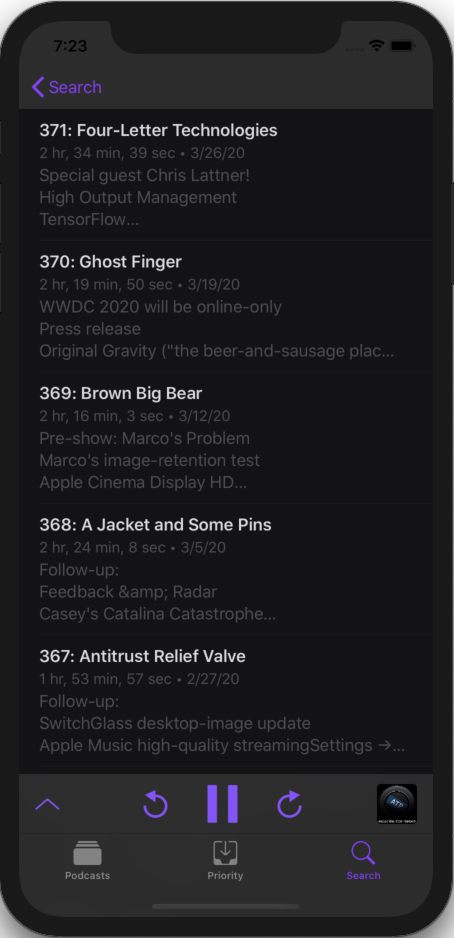 7:23
Search
371: Four-Letter Technologies
2 hr, 34 min, 39 sec • 3/26/20
Special guest Chris Lattner!
High Output Management
TensorFlow...
370: Ghost Finger
2 hr, 19 min, 50 sec • 3/19/20
WWDC 2020 will be online-only
Press release
Original Gravity ("the beer-and-sausage plac...
369: Brown Big Bear
2 hr, 16 min, 3 sec • 3/12/20
Pre-show: Marco's Problem
Marco's image-retention test
Apple Cinema Display HD...
368: A Jacket and Some Pins
2 hr, 24 min, 8 sec • 3/5/20
Follow-up:
Feedback &amp; Radar
Casey's Catalina Catastrophe...
367: Antitrust Relief Valve
1 hr, 53 min, 57 sec • 2/27/20
Follow-up:
SwitchGlass desktop-image update
Apple Music high-quality streamingSettings →...
ATP
Podcasts
Priority
Search